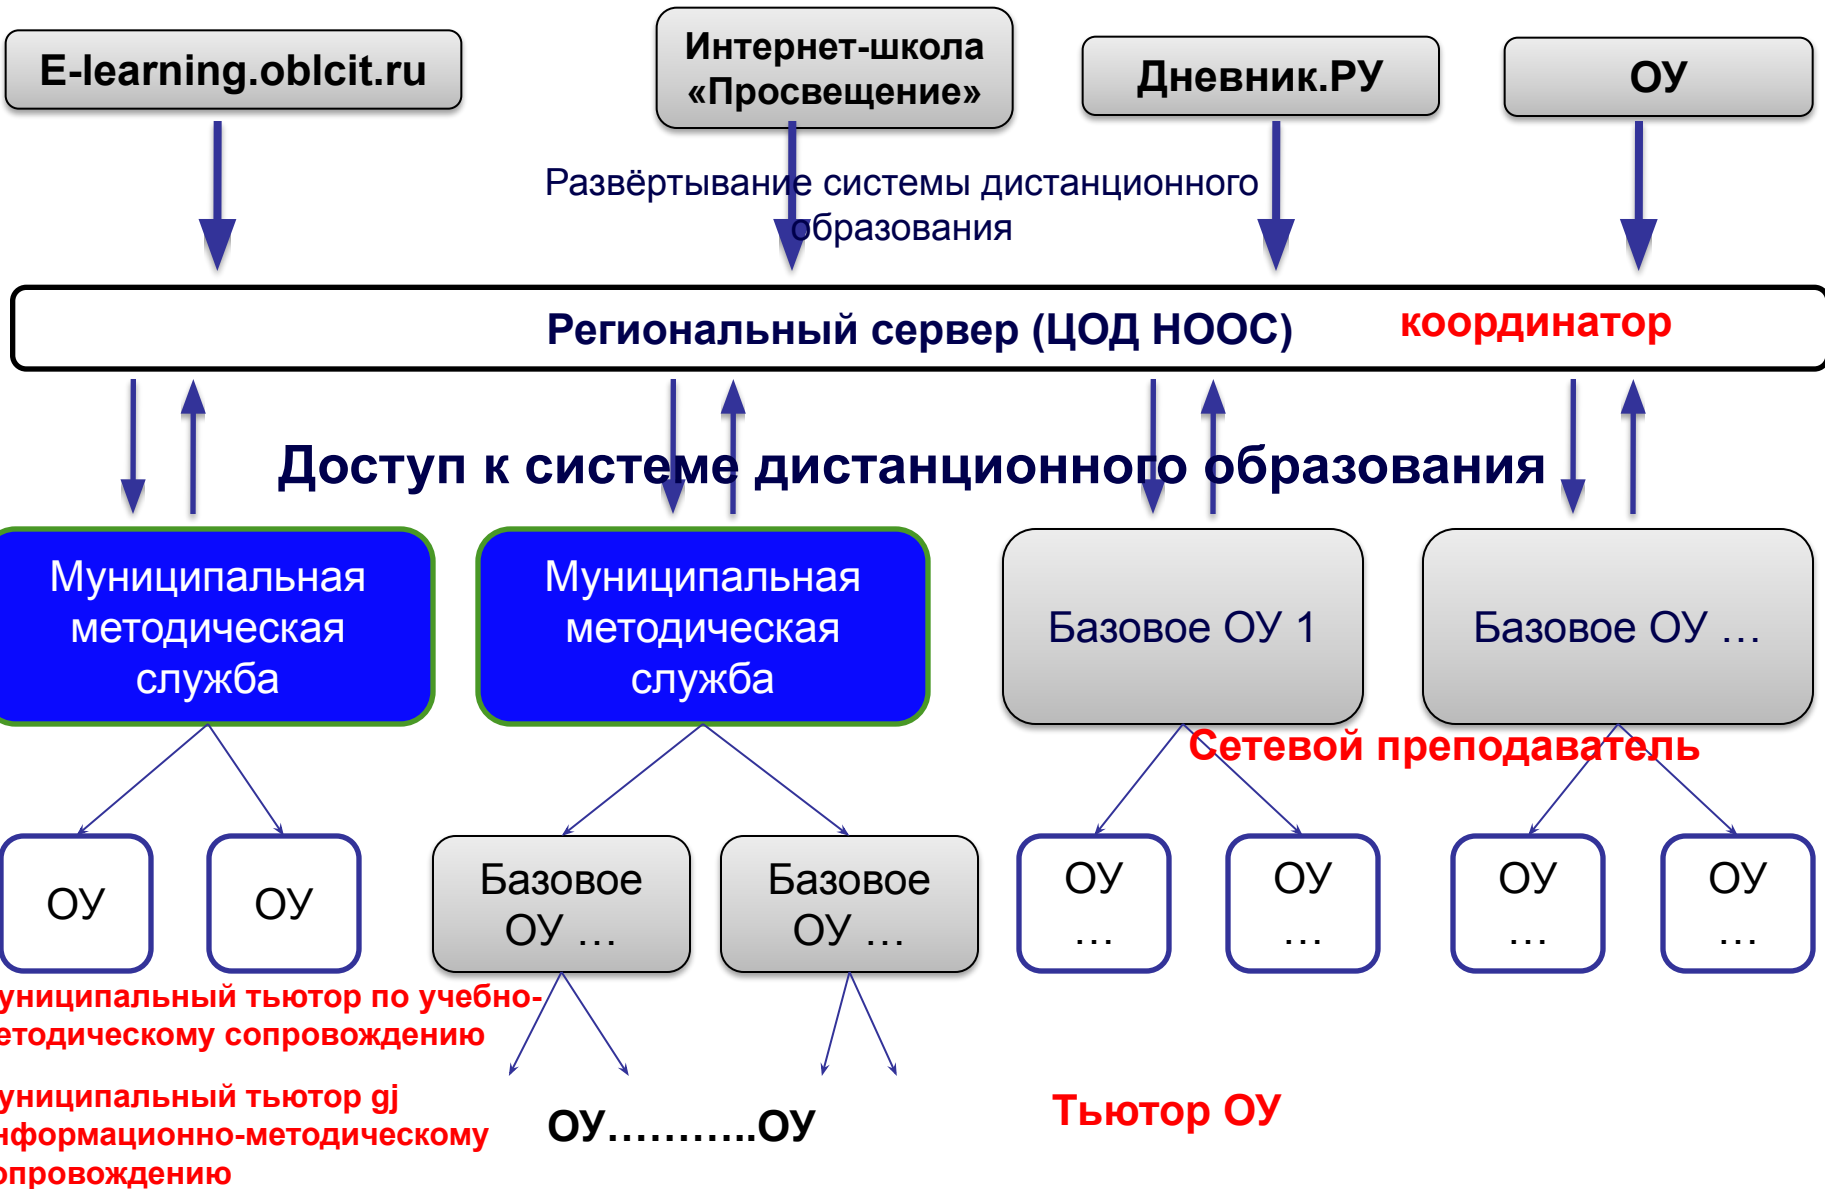 E-learning.oblcit.ru
Интернет-школа
«Просвещение»
Дневник.РУ
ОУ
Развёртывание системы дистанционного
образования
Региональный сервер (ЦОД НООС)
координатор
Доступ к системе дистанционного образования
Муниципальная
методическая
служба
Муниципальная
методическая
служба
Базовое ОУ 1
Базовое ОУ …
Сетевой преподаватель
ОУ
ОУ
Базовое
ОУ …
Базовое
ОУ …
ОУ
…
ОУ
…
ОУ
…
ОУ
…
униципальный тьютор по учебно-
етодическому сопровождению
униципальный тьютор gj
нформационно-методическому
опровождению
ОУ………..ОУ
Тьютор ОУ